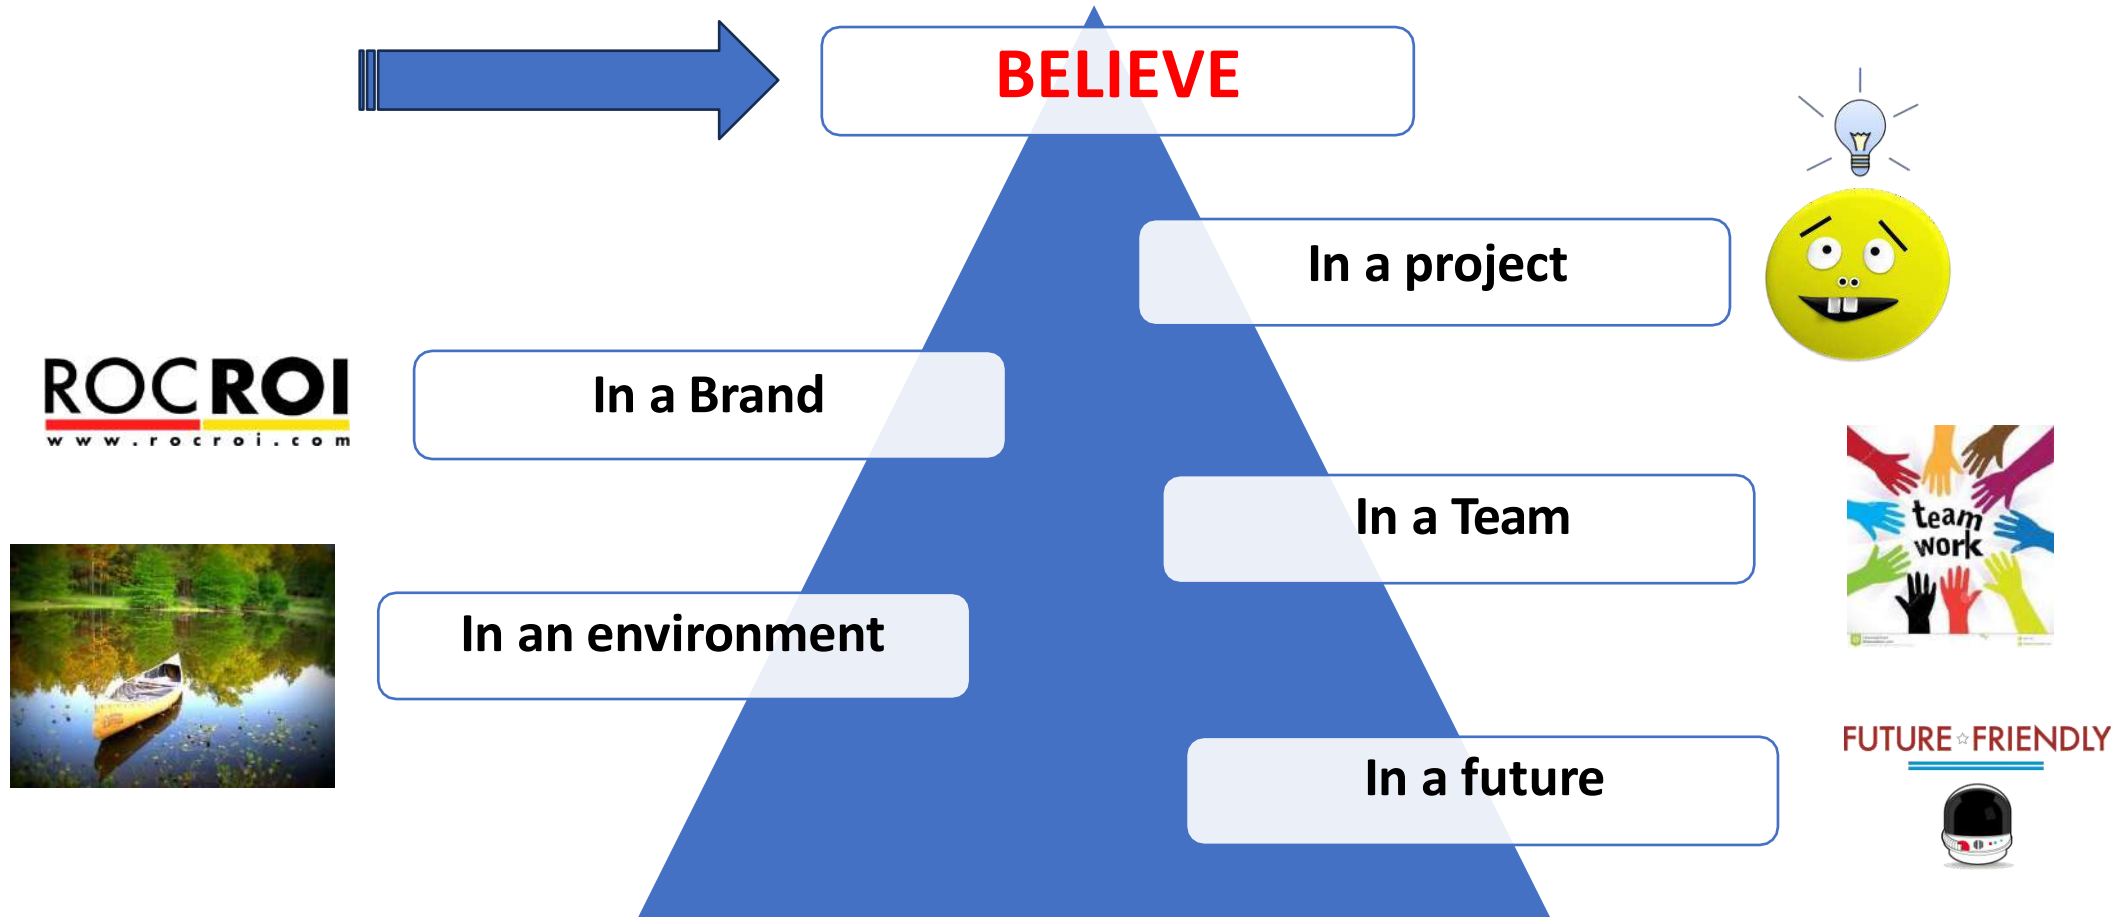 BELIEVE
In a project
ROCROI
www.rocroi.com
In a Brand
In a Team
team
work
In an environment
In a future
FUTURE FRIENDLY